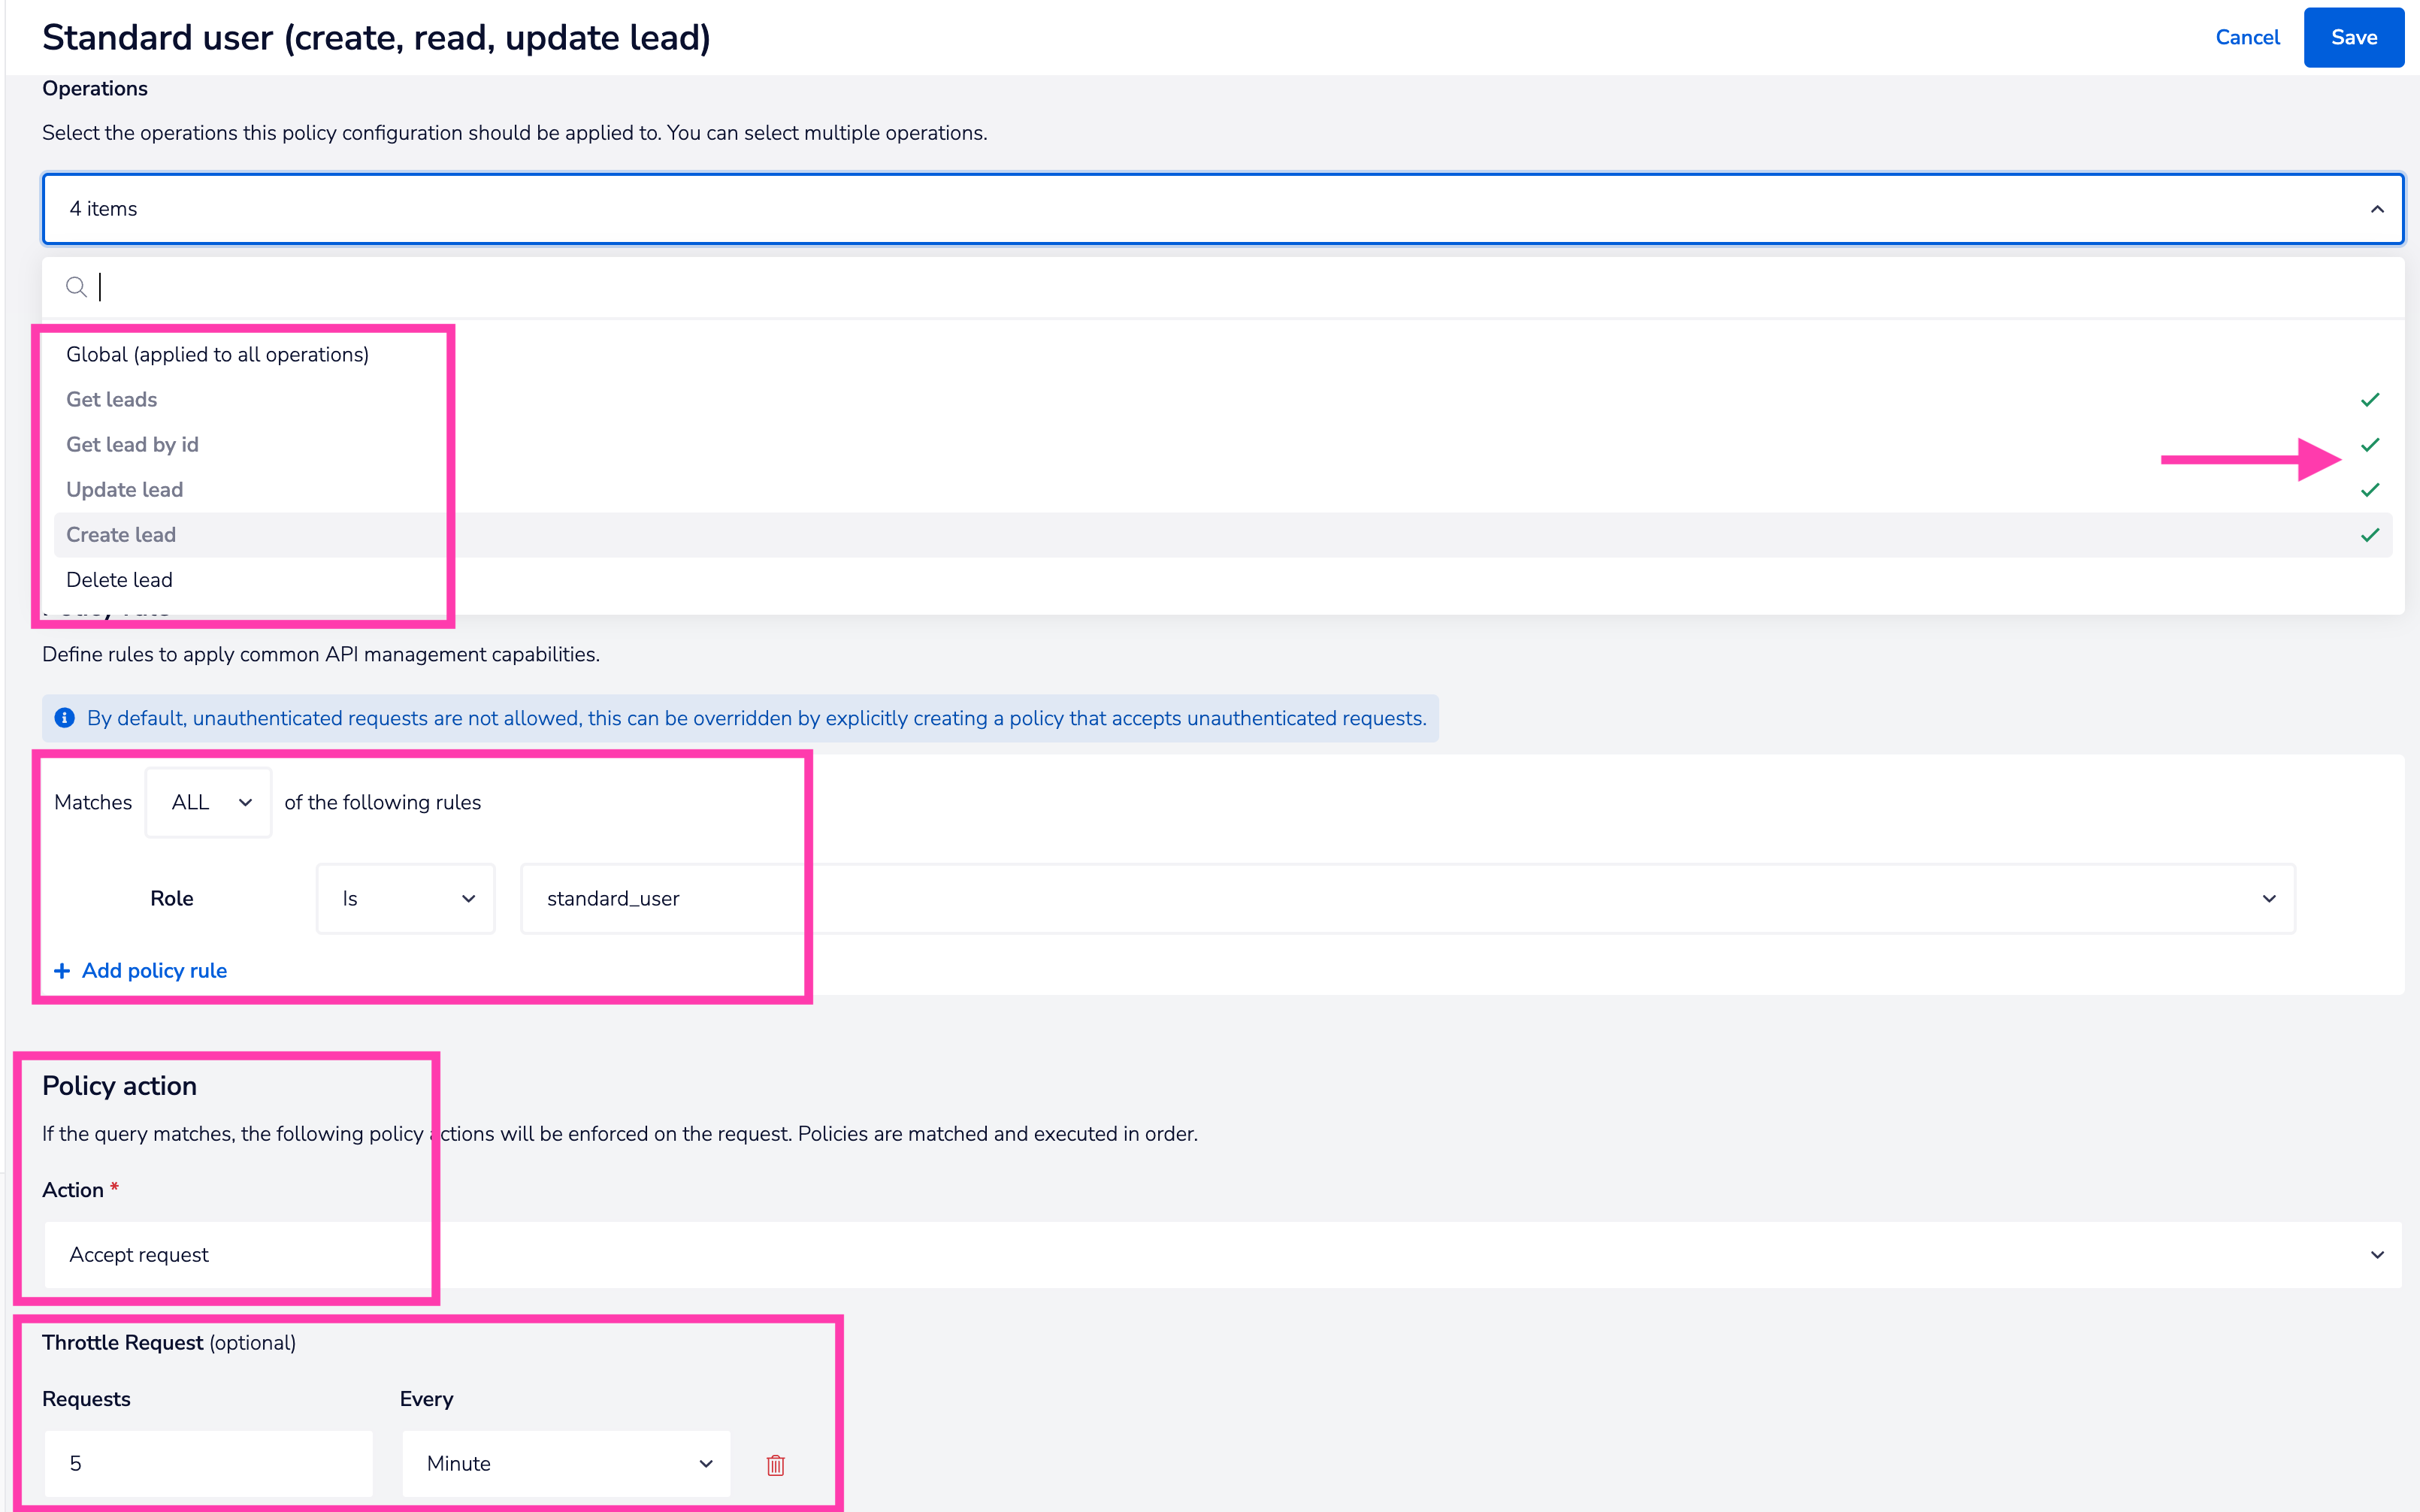 Standard user (create, read, update lead)
Cancel
Save
Operations
Select the operations this policy configuration should be applied to. You can select multiple operations.
4 items
Global (applied to all operations)
Get leads
Get lead by id
Update lead
Create lead
Delete lead
Define rules to apply common API management capabilities.
By default, unauthenticated requests are not allowed, this can be overridden by explicitly creating a policy that accepts unauthenticated requests.
Matches ALL of the following rules
Role Is standard_user
+ Add policy rule
Policy action
If the query matches, the following policy actions will be enforced on the request. Policies are matched and executed in order.
Action *
Accept request
Throttle Request (optional)
Requests Every
5 Minute